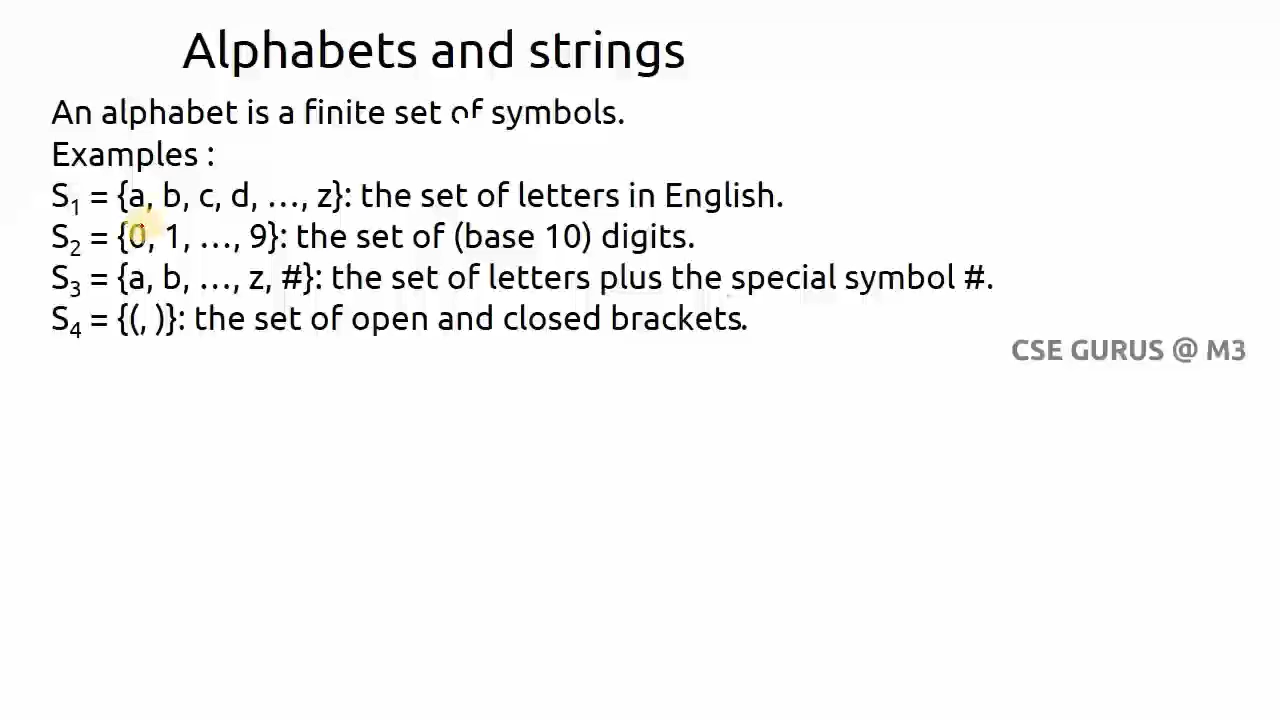 Alphabets and strings
An alphabet is a finite set of symbols.
Examples :
S₁ = {a, b, c, d, …, z}: the set of letters in English.
S₂ = {0, 1, …, 9}: the set of (base 10) digits.
S₃ = {a, b, …, z, #}: the set of letters plus the special symbol #.
S₄ = {(, )}: the set of open and closed brackets.
CSE GURUS @ M3